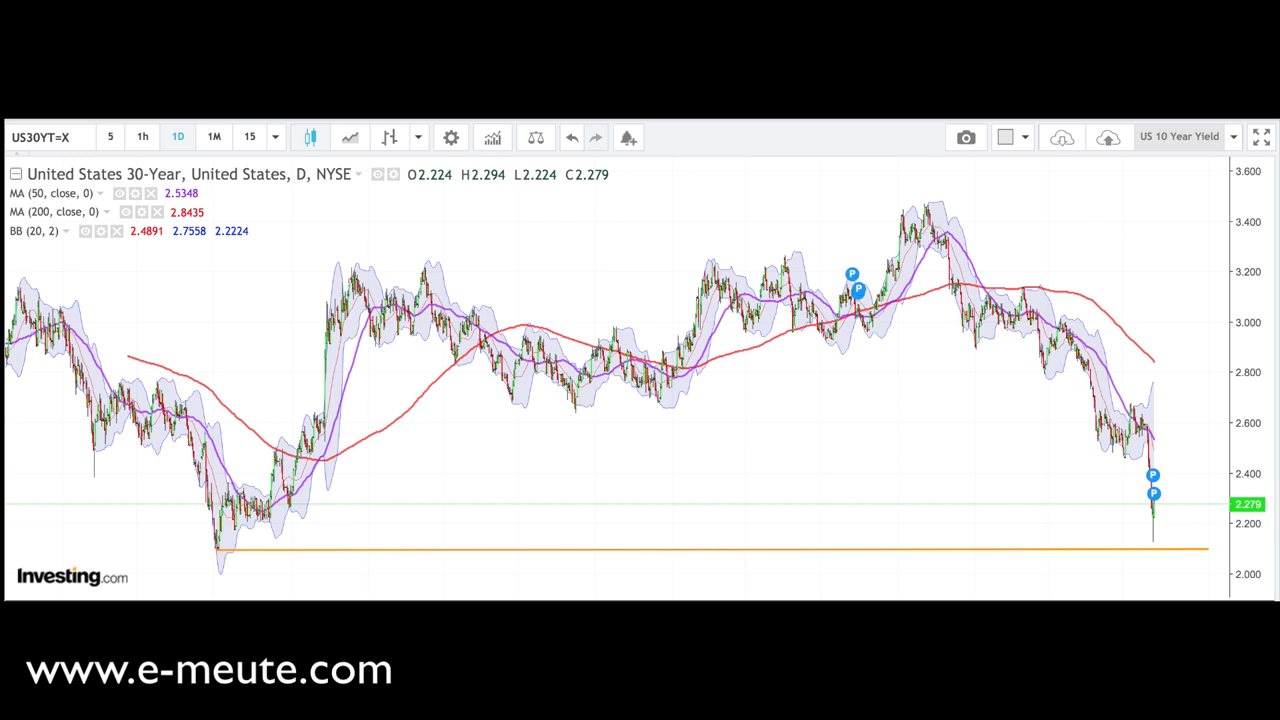 US30YT=X 5 1h 1D 1M 15 US 10 Year Yield
United States 30-Year, United States, D, NYSE O2.224 H2.294 L2.224 C2.279
MA (50, close, 0) 2.5348
MA (200, close, 0) 2.8435
BB (20, 2) 2.4891 2.7558 2.2224
3.600
3.400
3.200
3.000
2.800
2.600
2.400
2.279
2.200
2.000
P
P
P
P
Investing.com
www.e-meute.com